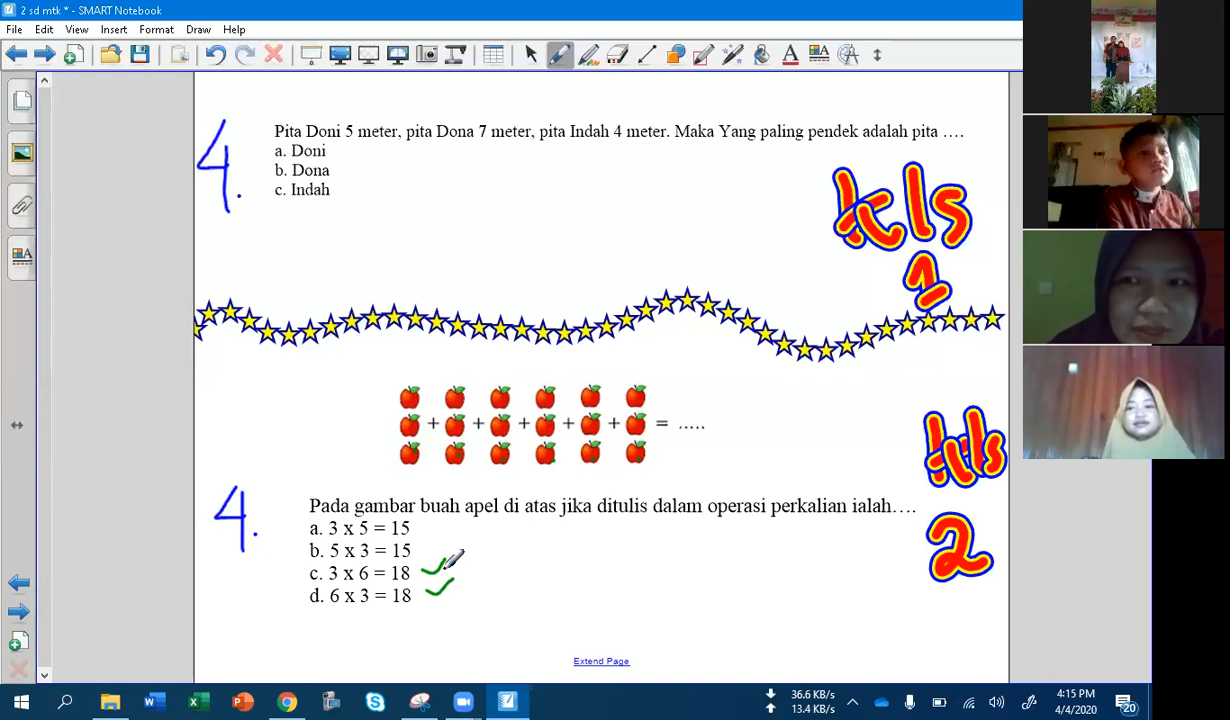 2 sd mtk * - SMART Notebook
File Edit View Insert Format Draw Help
4.
Pita Doni 5 meter, pita Dona 7 meter, pita Indah 4 meter. Maka Yang paling pendek adalah pita ….
a. Doni
b. Dona
c. Indah
kls
1
+ + + + + = .....
kls
2
4.
Pada gambar buah apel di atas jika ditulis dalam operasi perkalian ialah….
a. 3 x 5 = 15
b. 5 x 3 = 15
c. 3 x 6 = 18
d. 6 x 3 = 18
Extend Page
36.6 KB/s
13.4 KB/s
4:15 PM
4/4/2020
20